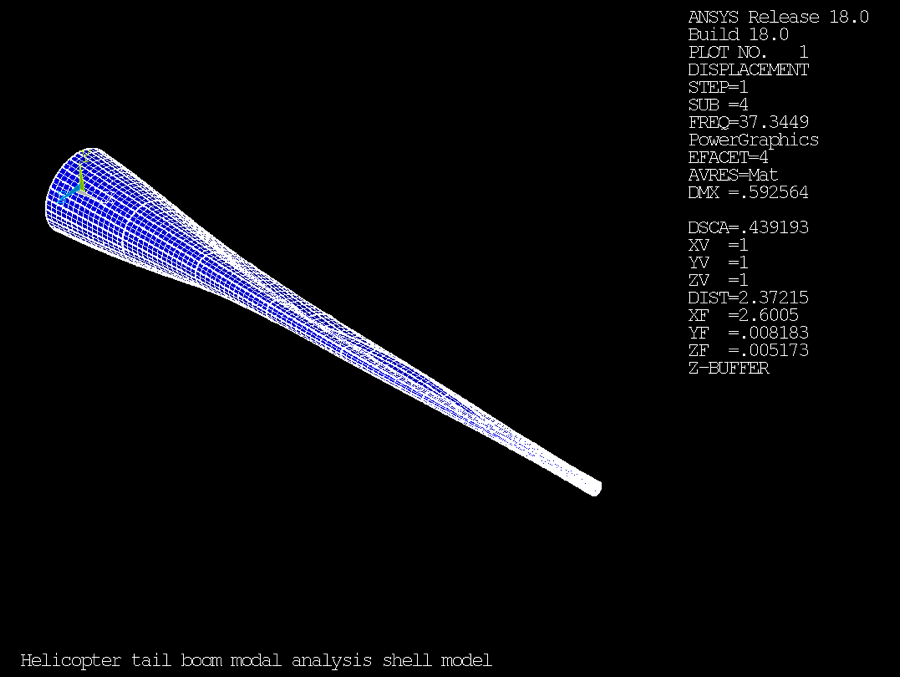 ANSYS Release 18.0
Build 18.0
PLOT NO. 1
DISPLACEMENT
STEP=1
SUB =4
FREQ=37.3449
PowerGraphics
EFACET=4
AVRES=Mat
DMX =.592564
DSCA=.439193
XV =1
YV =1
ZV =1
DIST=2.37215
XF =2.6005
YF =.008183
ZF =.005173
Z-BUFFER
Helicopter tail boom modal analysis shell model